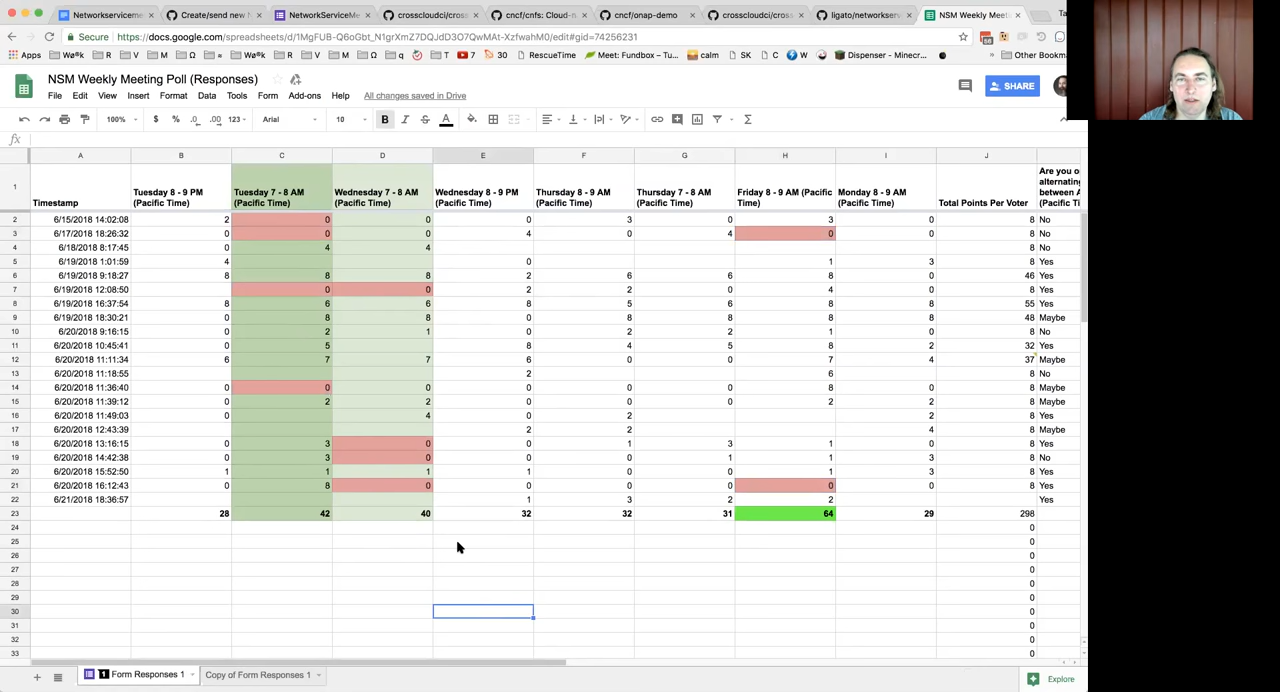 Networkservicem
Create/send new
NetworkServiceMe
crosscloudci/cross
cncf/cnfs: Cloud-n
cncf/onap-demo
crosscloudci/cross
ligato/networkserv
NSM Weekly Meeti
Secure https://docs.google.com/spreadsheets/d/1MgFUB-Q6oGbt_N1grXmZ7DQJdD3O7QwMAt-XzfwahM0/edit#gid=74256231
Apps Wa®k R V M Ω = Wa®k R V M Ω q T 7 30 RescueTime Meet: Fundbox – Tu... calm SK C W Dispenser – Minecr... Other Book
NSM Weekly Meeting Poll (Responses)
File Edit View Insert Format Data Tools Form Add-ons Help All changes saved in Drive
SHARE
100% $ % .0 .00 123 Arial 10 B I S A Σ
fx
A B C D E F G H I J
1 Timestamp Tuesday 8 - 9 PM (Pacific Time) Tuesday 7 - 8 AM (Pacific Time) Wednesday 7 - 8 AM (Pacific Time) Wednesday 8 - 9 PM (Pacific Time) Thursday 8 - 9 AM (Pacific Time) Thursday 7 - 8 AM (Pacific Time) Friday 8 - 9 AM (Pacific Time) Monday 8 - 9 AM (Pacific Time) Total Points Per Voter Are you o alternating between A (Pacific Ti
2 6/15/2018 14:02:08 2 0 0 0 3 0 3 0 8 No
3 6/17/2018 18:26:32 0 0 0 4 0 4 0 0 8 No
4 6/18/2018 8:17:45 0 4 4 8 No
5 6/19/2018 1:01:59 4 0 1 3 8 Yes
6 6/19/2018 9:18:27 8 8 8 2 6 6 8 0 46 Yes
7 6/19/2018 12:08:50 0 0 2 2 0 4 0 8 Yes
8 6/19/2018 16:37:54 8 6 6 8 5 6 8 8 55 Yes
9 6/19/2018 18:30:21 8 8 0 8 8 8 8 48 Maybe
10 6/20/2018 9:16:15 0 2 1 0 2 2 1 0 8 No
11 6/20/2018 10:45:41 0 5 8 4 5 8 2 32 Yes
12 6/20/2018 11:11:34 6 7 7 6 0 0 7 4 37 Maybe
13 6/20/2018 11:18:55 2 6 8 No
14 6/20/2018 11:36:40 0 0 0 0 0 0 8 0 8 Maybe
15 6/20/2018 11:39:12 0 2 2 0 0 0 2 2 8 Maybe
16 6/20/2018 11:49:03 0 4 0 2 2 8 Yes
17 6/20/2018 12:43:39 2 2 4 8 Maybe
18 6/20/2018 13:16:15 0 3 0 0 1 3 1 0 8 Yes
19 6/20/2018 14:42:38 0 3 0 0 0 1 1 3 8 No
20 6/20/2018 15:52:50 1 1 1 1 0 0 1 3 8 Yes
21 6/20/2018 16:12:43 0 8 0 0 0 0 0 0 8 Yes
22 6/21/2018 18:36:57 1 3 2 2 8 Yes
23 28 42 40 32 32 31 64 29 298
24 0
25 0
26 0
27 0
28 0
29 0
30 0
31 0
32 0
33 0
1 Form Responses 1 Copy of Form Responses 1 Explore